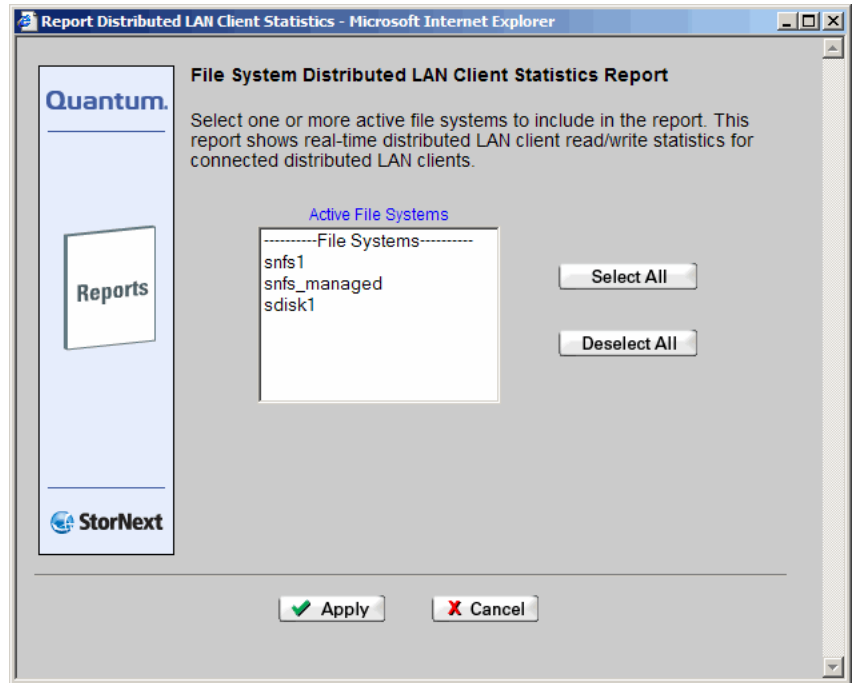 Report Distributed LAN Client Statistics - Microsoft Internet Explorer
Quantum.
File System Distributed LAN Client Statistics Report
Select one or more active file systems to include in the report. This
report shows real-time distributed LAN client read/write statistics for
connected distributed LAN clients.
Active File Systems
----------File Systems----------
snfs1
snfs_managed
sdisk1
Select All
Deselect All
Reports
StorNext
Apply
Cancel